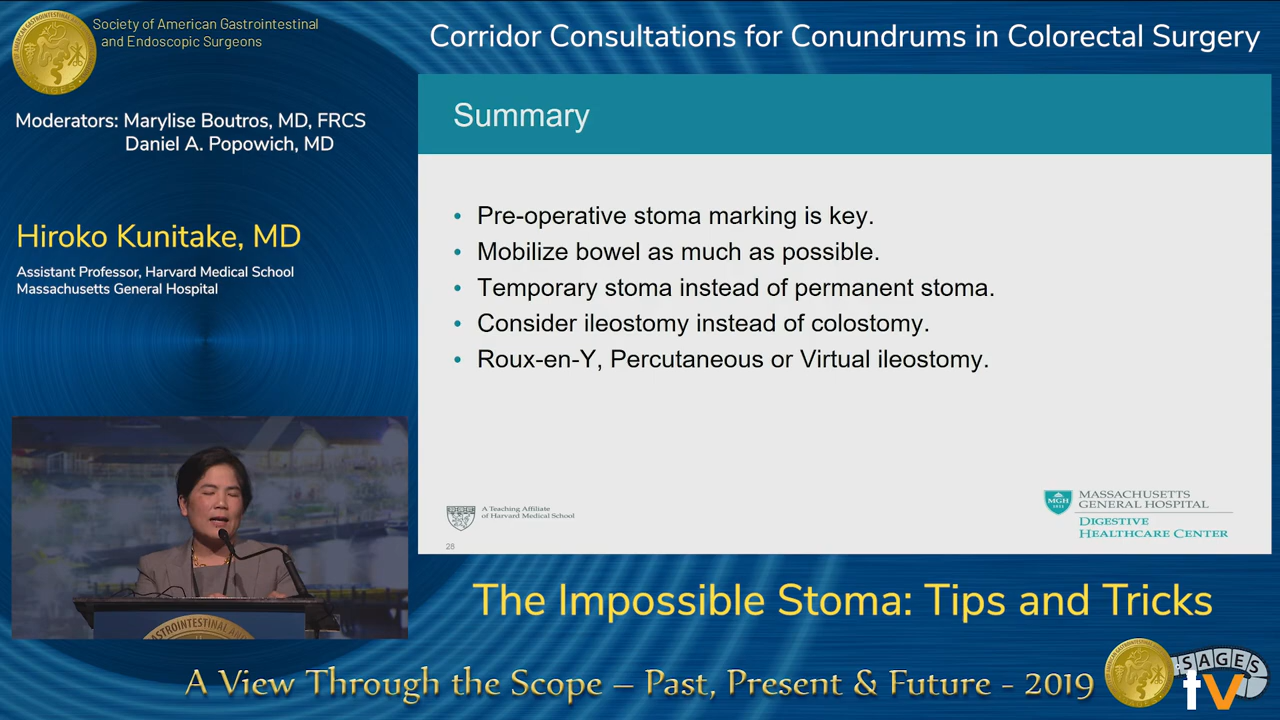 Society of American Gastrointestinal
and Endoscopic Surgeons
Corridor Consultations for Conundrums in Colorectal Surgery
Moderators: Marylise Boutros, MD, FRCS
Daniel A. Popowich, MD
Hiroko Kunitake, MD
Assistant Professor, Harvard Medical School
Massachusetts General Hospital
Summary
• Pre-operative stoma marking is key.
• Mobilize bowel as much as possible.
• Temporary stoma instead of permanent stoma.
• Consider ileostomy instead of colostomy.
• Roux-en-Y, Percutaneous or Virtual ileostomy.
A Teaching Affiliate
of Harvard Medical School
28
MGH
1811
MASSACHUSETTS
GENERAL HOSPITAL
DIGESTIVE
HEALTHCARE CENTER
The Impossible Stoma: Tips and Tricks
A View Through the Scope – Past, Present & Future - 2019
SAGES
tv